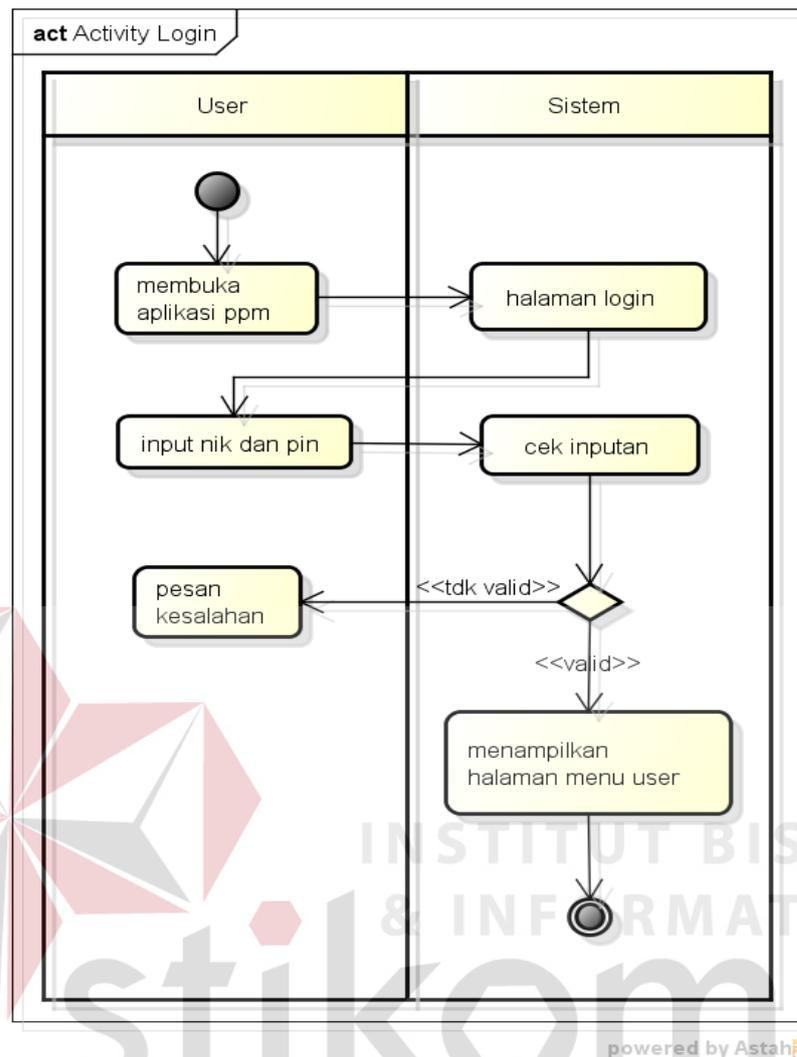 act Activity Login
User
Sistem
membuka
aplikasi ppm
halaman login
input nik dan pin
cek inputan
pesan
kesalahan
<<tdk valid>>
<<valid>>
menampilkan
halaman menu user
INSTITUT BIS
& INFORMAT
stikom
powered by Astah